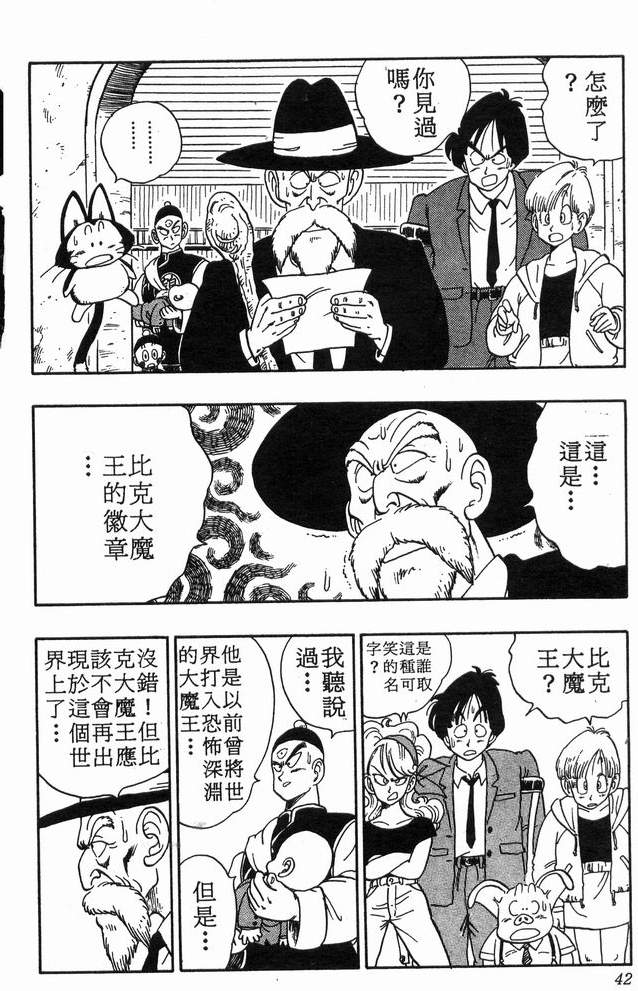 怎麼了
?
你見過
嗎?
⋯⋯
這⋯
這是⋯
比克大魔
王的徽章
⋯
比克
大魔
王?
是誰取
這種可
笑的名
字?
我聽說
過⋯
他是以前曾將世
界打入恐怖深淵
的大魔王⋯
但是⋯
沒錯!但比
克大魔王應
該不會再出
現於這個世
界上了⋯
42